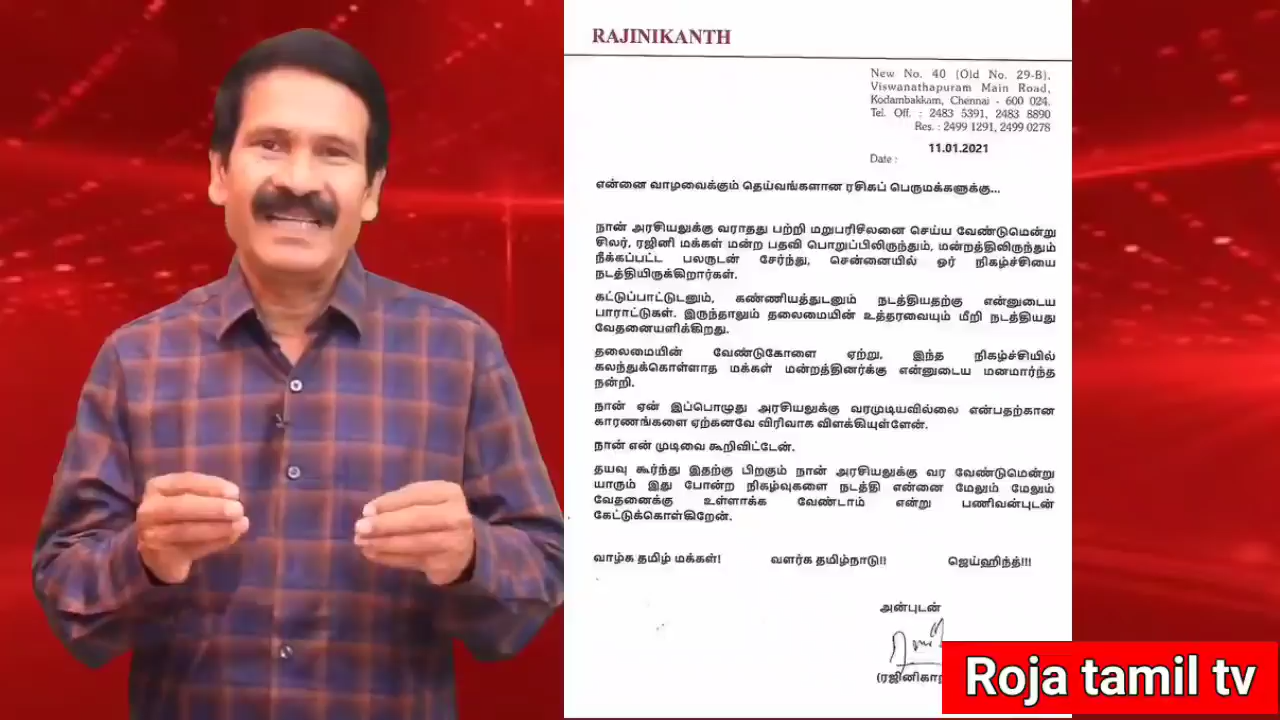 RAJINIKANTH
New No. 40 (Old No. 29-B),
Viswanathapuram Main Road,
Kodambakkam, Chennai - 600 024.
Tel. Off. : 2483 5391, 2483 8890
Res. : 2499 1291, 2499 0278
11.01.2021
Date :
என்னை வாழவைக்கும் தெய்வங்களான ரசிகப் பெருமக்களுக்கு...
நான் அரசியலுக்கு வராதது பற்றி மறுபரிசீலனை செய்ய வேண்டுமென்று
சிலர், ரஜினி மக்கள் மன்ற பதவி பொறுப்பிலிருந்தும், மன்றத்திலிருந்தும்
நீக்கப்பட்ட பலருடன் சேர்ந்து, சென்னையில் ஓர் நிகழ்ச்சியை
நடத்தியிருக்கிறார்கள்.
கட்டுப்பாட்டுடனும், கண்ணியத்துடனும் நடத்தியதற்கு என்னுடைய
பாராட்டுகள். இருந்தாலும் தலைமையின் உத்தரவையும் மீறி நடத்தியது
வேதனையளிக்கிறது.
தலைமையின் வேண்டுகோளை ஏற்று, இந்த நிகழ்ச்சியில்
கலந்துக்கொள்ளாத மக்கள் மன்றத்தினர்க்கு என்னுடைய மனமார்ந்த
நன்றி.
நான் ஏன் இப்பொழுது அரசியலுக்கு வரமுடியவில்லை என்பதற்கான
காரணங்களை ஏற்கனவே விரிவாக விளக்கியுள்ளேன்.
நான் என் முடிவை கூறிவிட்டேன்.
தயவு கூர்ந்து இதற்கு பிறகும் நான் அரசியலுக்கு வர வேண்டுமென்று
யாரும் இது போன்ற நிகழ்வுகளை நடத்தி என்னை மேலும் மேலும்
வேதனைக்கு உள்ளாக்க வேண்டாம் என்று பணிவன்புடன்
கேட்டுக்கொள்கிறேன்.
வாழ்க தமிழ் மக்கள்! வளர்க தமிழ்நாடு!! ஜெய்ஹிந்த்!!!
அன்புடன்
Roja tamil tv